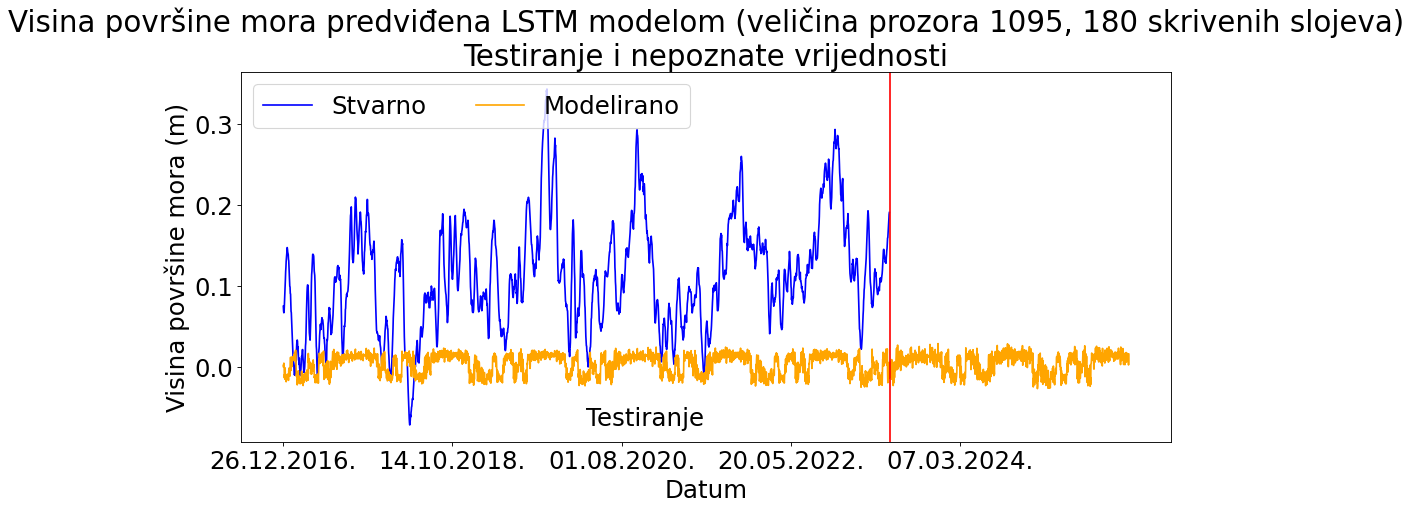 Visina površine mora predviđena LSTM modelom (veličina prozora 1095, 180 skrivenih slojeva)
Testiranje i nepoznate vrijednosti
Stvarno Modelirano
Visina površine mora (m)
0.3
0.2
0.1
0.0
Testiranje
26.12.2016. 14.10.2018. 01.08.2020. 20.05.2022. 07.03.2024.
Datum